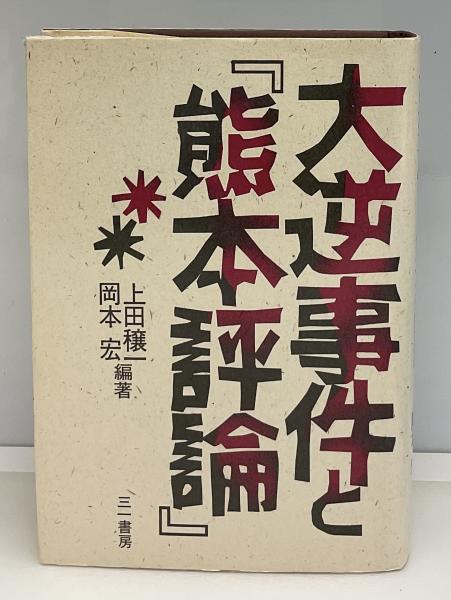 大逆事件と
『熊本評論』
上田穣一
岡本宏
編著
三一書房